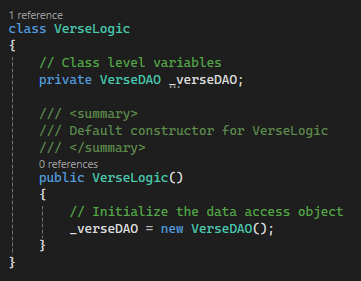 1 reference
class VerseLogic
{
    // Class level variables
    private VerseDAO _verseDAO;
    /// <summary>
    /// Default constructor for VerseLogic
    /// </summary>
    0 references
    public VerseLogic()
    {
        // Initialize the data access object
        _verseDAO = new VerseDAO();
    }
}